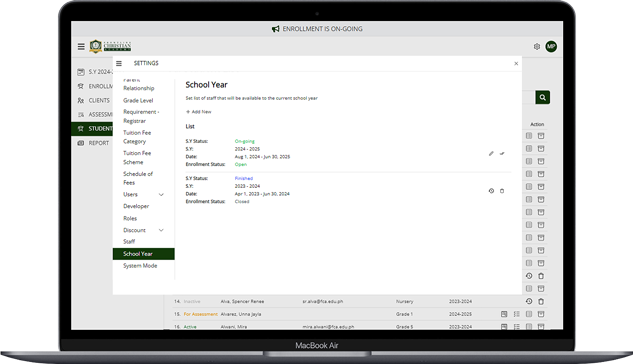 ENROLLMENT IS ON-GOING
CHRISTIAN
MP
SETTINGS
S.Y 2024-2
ENROLLM
CLIENTS
ASSESSM
STUDENT
REPORT
Parent
Relationship
Grade Level
Requirement -
Registrar
Tuition Fee
Category
Tuition Fee
Scheme
Schedule of
Fees
Users
Developer
Roles
Discount
Staff
School Year
System Mode
School Year
Set list of staff that will be available to the current school year
+ Add New
List
S.Y Status: On-going
S.Y: 2024 - 2025
Date: Aug 1, 2024 - Jun 30, 2025
Enrollment Status: Open
S.Y Status: Finished
S.Y: 2023 - 2024
Date: Apr 1, 2023 - Jun 30, 2024
Enrollment Status: Closed
Action
14. Inactive Alva, Spencer Renee sr.alva@fca.edu.ph Nursery 2023-2024
15. For Assessment Alvarez, Unna Jayla Grade 1 2024-2025
16. Active Alwani, Mira mira.alwani@fca.edu.ph Grade 5 2023-2024
MacBook Air